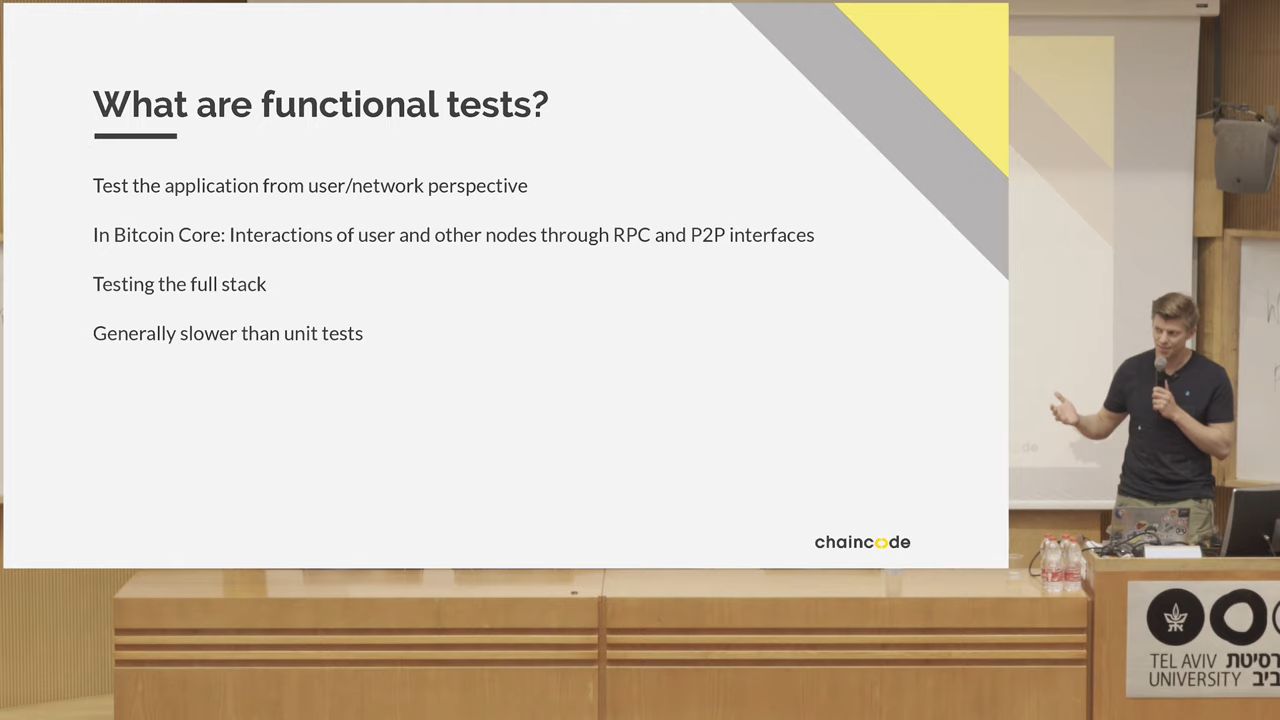 What are functional tests?
Test the application from user/network perspective
In Bitcoin Core: Interactions of user and other nodes through RPC and P2P interfaces
Testing the full stack
Generally slower than unit tests
chaincode
TEL AVIV
UNIVERSITY